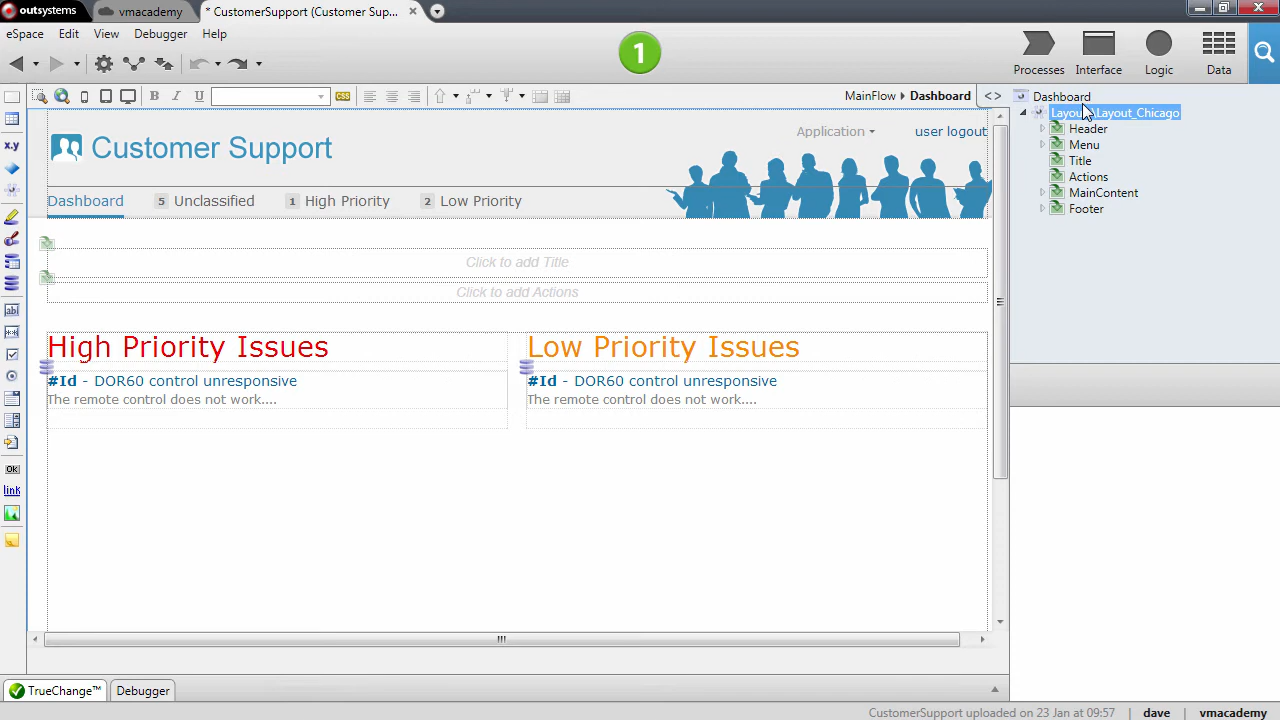 outsystems
vmacademy
* CustomerSupport (Customer Sup...
eSpace Edit View Debugger Help
1
Processes Interface Logic Data
B I U
CSS
MainFlow Dashboard
<>
Dashboard
Layout_Chicago
Header
Menu
Title
Actions
MainContent
Footer
x.y
OK
link
Application
user logout
Customer Support
Dashboard 5 Unclassified 1 High Priority 2 Low Priority
Click to add Title
Click to add Actions
High Priority Issues
#Id - DOR60 control unresponsive
The remote control does not work....
Low Priority Issues
#Id - DOR60 control unresponsive
The remote control does not work....
TrueChange™ Debugger
CustomerSupport uploaded on 23 Jan at 09:57 dave vmacademy